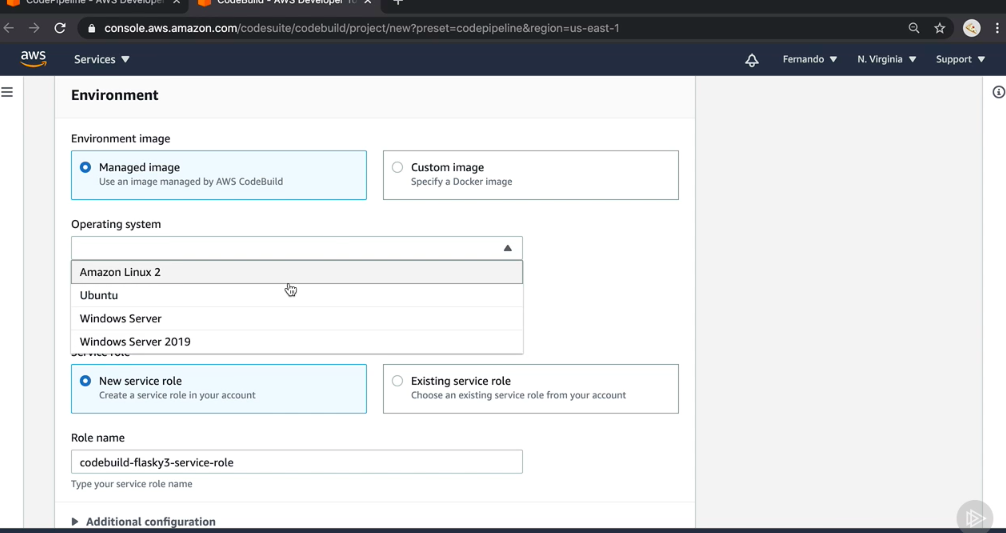 CodePipeline - AWS Developer
CodeBuild - AWS Developer To
console.aws.amazon.com/codesuite/codebuild/project/new?preset=codepipeline&region=us-east-1
aws
Services
Fernando
N. Virginia
Support
Environment
Environment image
Managed image
Use an image managed by AWS CodeBuild
Custom image
Specify a Docker image
Operating system
Amazon Linux 2
Ubuntu
Windows Server
Windows Server 2019
Service role
New service role
Create a service role in your account
Existing service role
Choose an existing service role from your account
Role name
codebuild-flasky3-service-role
Type your service role name
Additional configuration